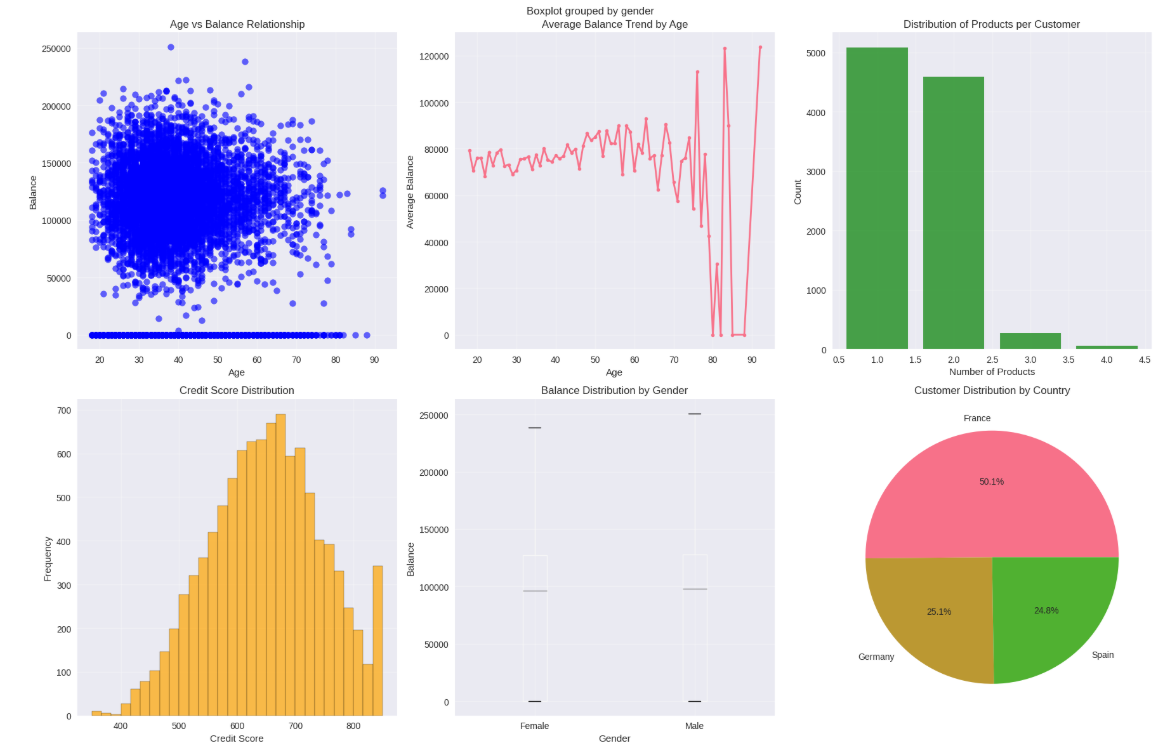 Boxplot grouped by gender
Age vs Balance Relationship
Balance
250000
200000
150000
100000
50000
0
20 30 40 50 60 70 80 90
Age
Average Balance Trend by Age
Average Balance
120000
100000
80000
60000
40000
20000
0
20 30 40 50 60 70 80 90
Age
Distribution of Products per Customer
Count
5000
4000
3000
2000
1000
0
0.5 1.0 1.5 2.0 2.5 3.0 3.5 4.0 4.5
Number of Products
Credit Score Distribution
Frequency
700
600
500
400
300
200
100
0
400 500 600 700 800
Credit Score
Balance Distribution by Gender
Balance
250000
200000
150000
100000
50000
0
Female Male
Gender
Customer Distribution by Country
France
50.1%
25.1% 24.8%
Germany Spain